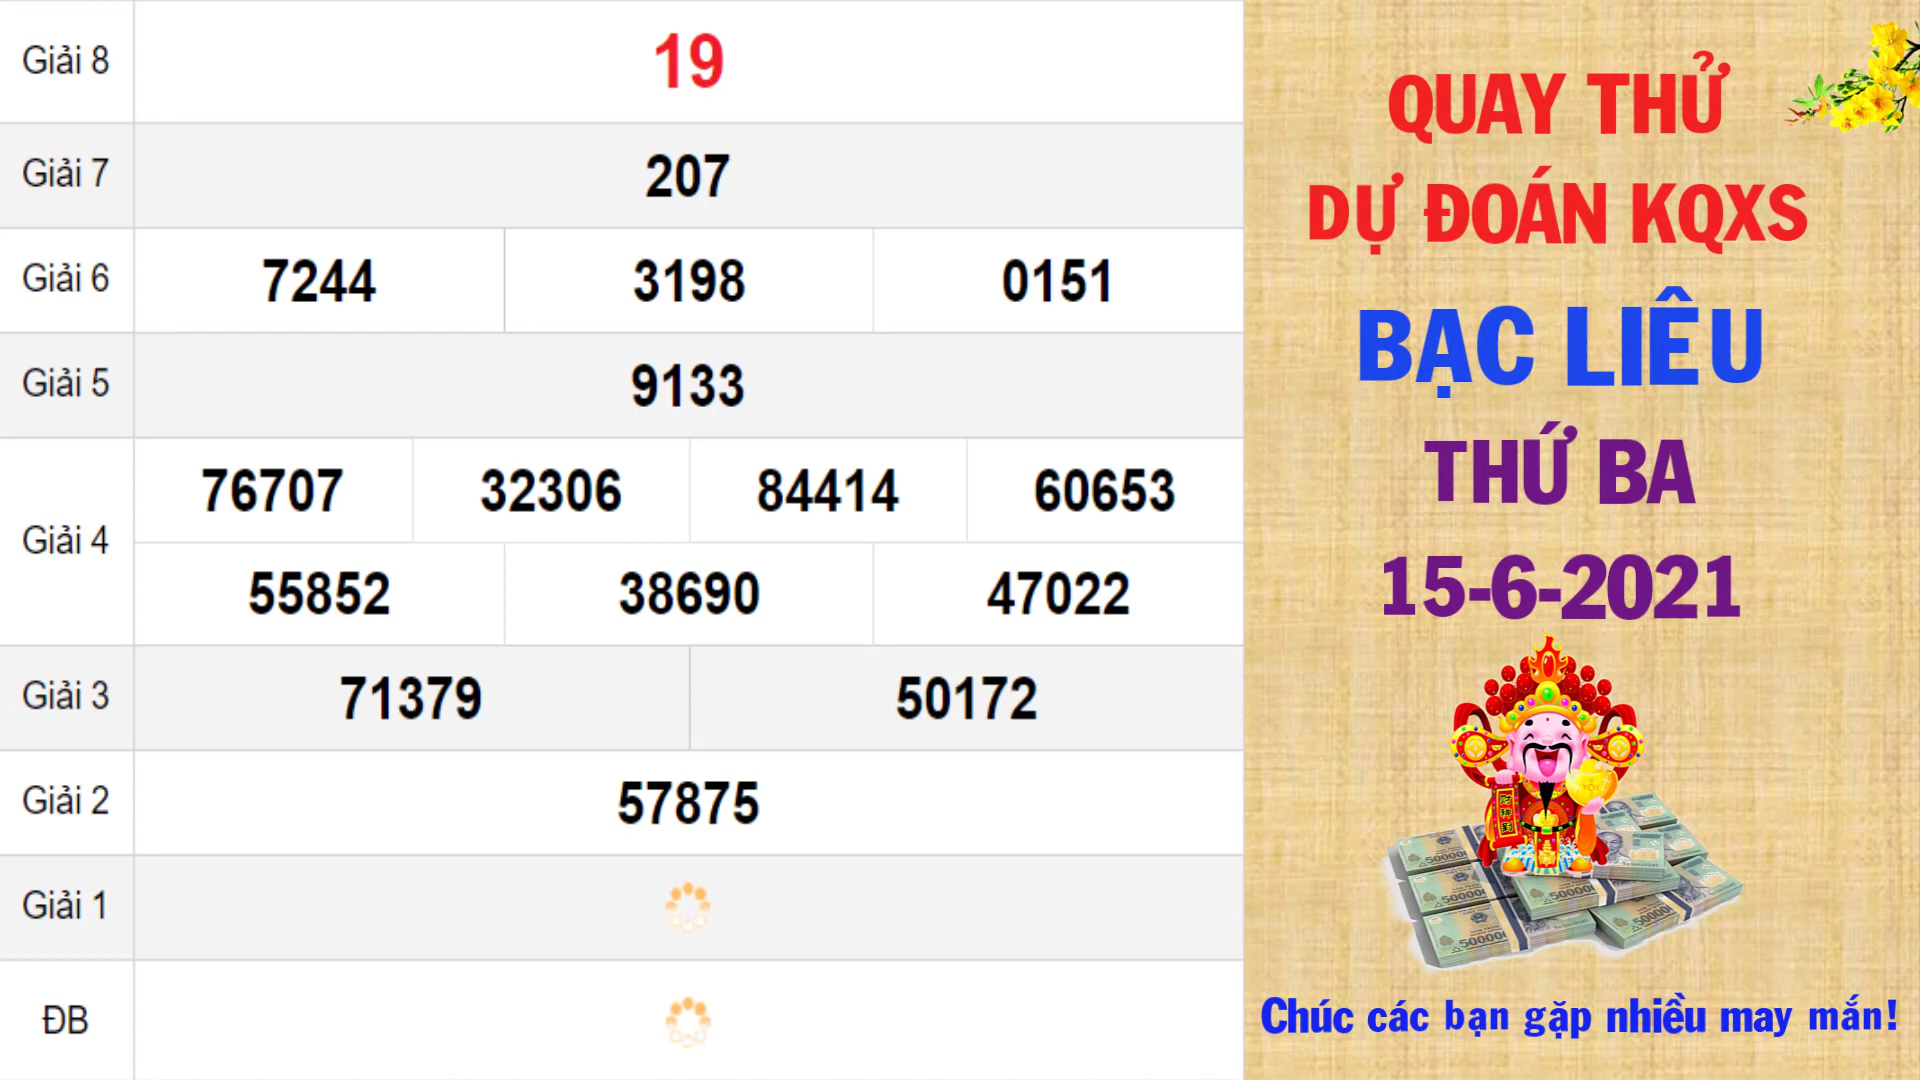 Giải 8
19
Giải 7
207
Giải 6
7244 3198 0151
Giải 5
9133
Giải 4
76707 32306 84414 60653
55852 38690 47022
Giải 3
71379 50172
Giải 2
57875
Giải 1
ĐB
QUAY THỬ
DỰ ĐOÁN KQXS
BẠC LIÊU
THỨ BA
15-6-2021
Chúc các bạn gặp nhiều may mắn!